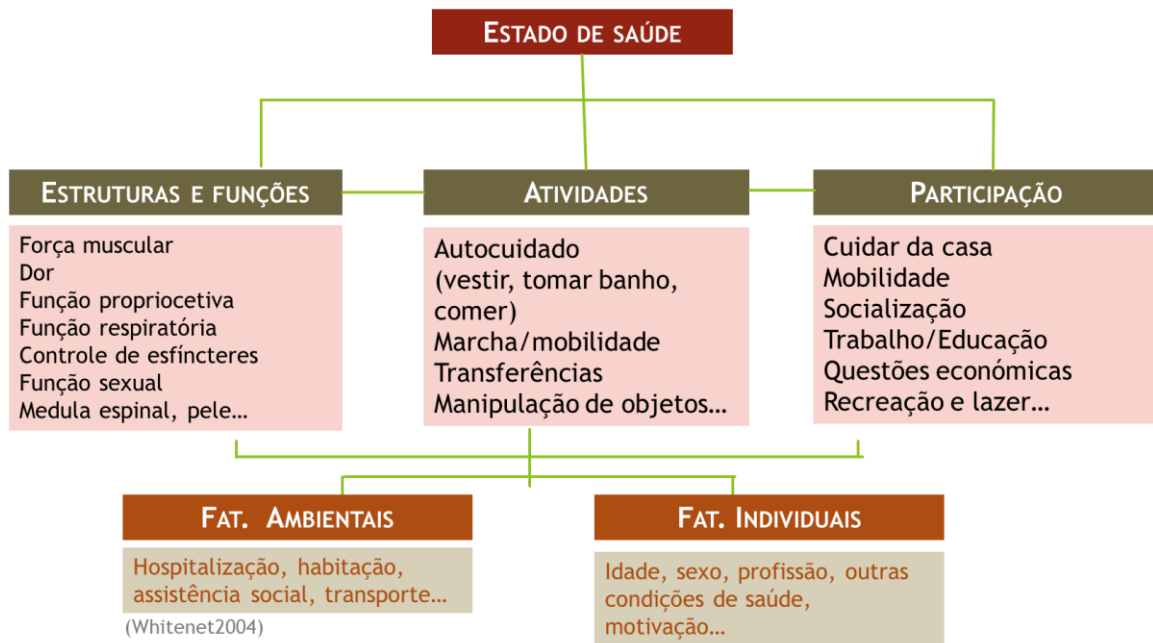 ESTADO DE SAÚDE
ESTRUTURAS E FUNÇÕES
Força muscular
Dor
Função propriocetiva
Função respiratória
Controle de esfíncteres
Função sexual
Medula espinal, pele…
ATIVIDADES
Autocuidado
(vestir, tomar banho,
comer)
Marcha/mobilidade
Transferências
Manipulação de objetos…
PARTICIPAÇÃO
Cuidar da casa
Mobilidade
Socialização
Trabalho/Educação
Questões económicas
Recreação e lazer…
FAT. AMBIENTAIS
Hospitalização, habitação,
assistência social, transporte…
(Whitenet2004)
FAT. INDIVIDUAIS
Idade, sexo, profissão, outras
condições de saúde,
motivação…